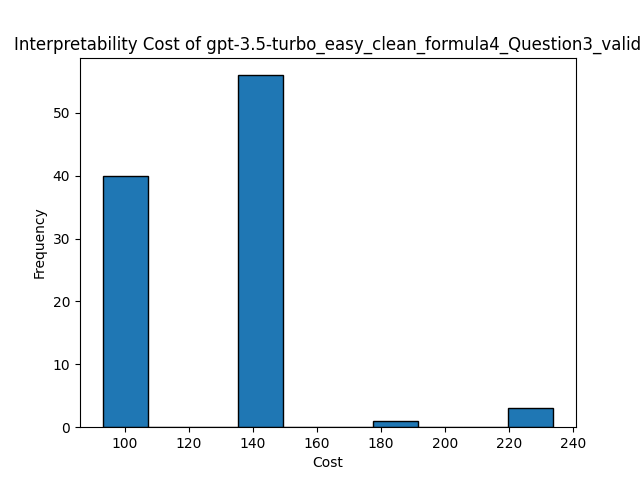 Interpretability Cost of gpt-3.5-turbo_easy_clean_formula4_Question3_valid
50
40
30
20
10
0
Frequency
100 120 140 160 180 200 220 240
Cost